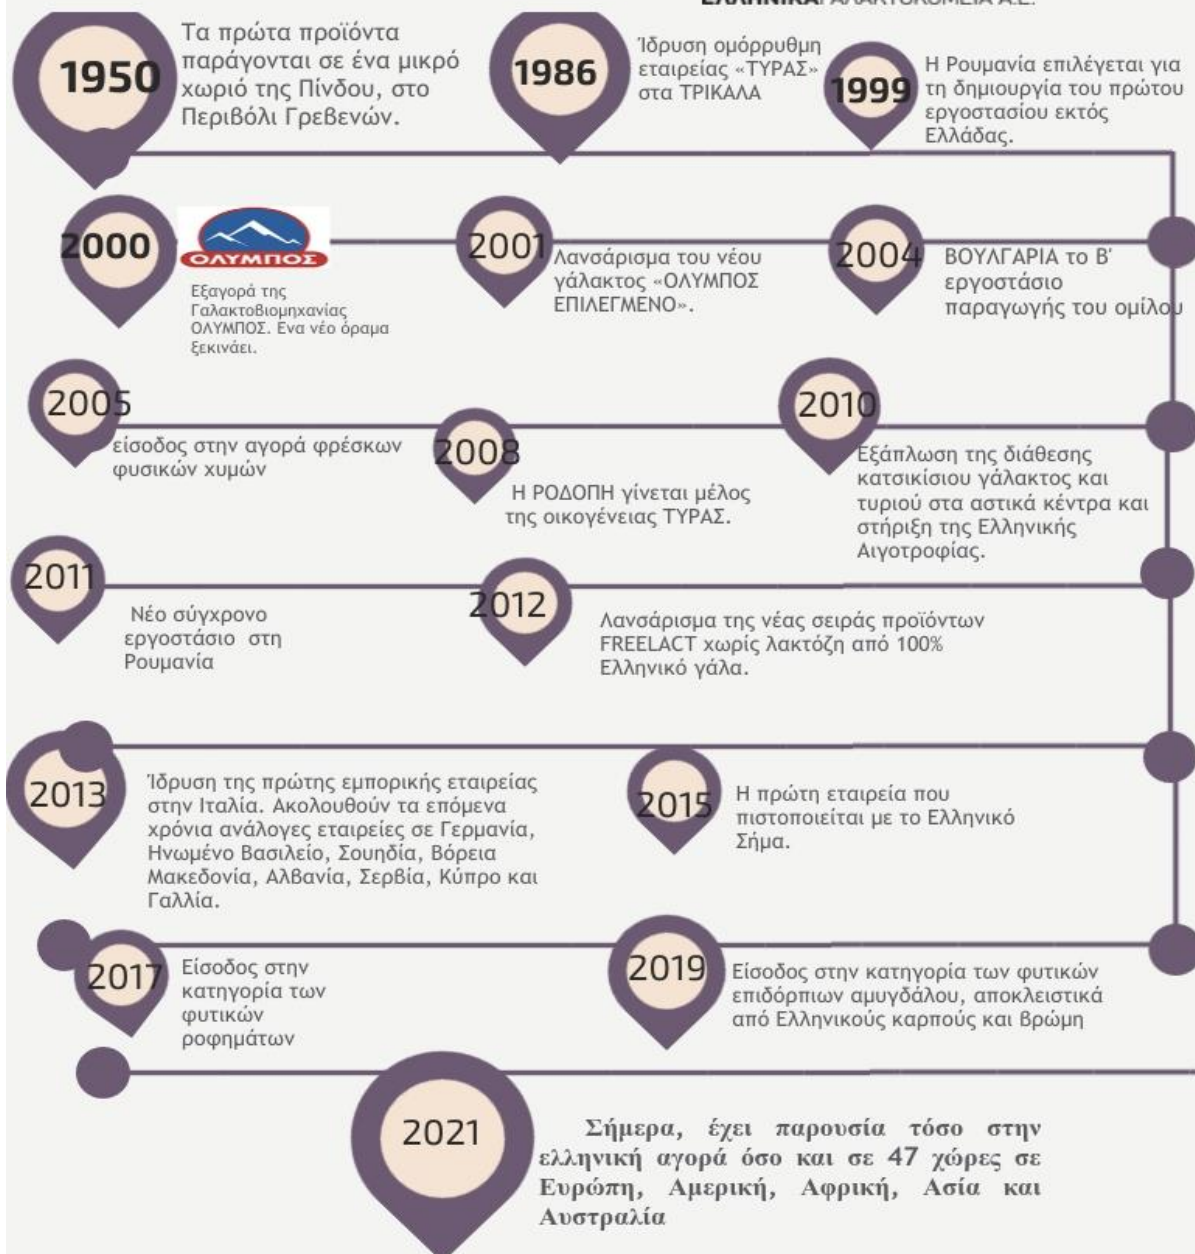 ΕΛΛΗΝΙΚΑ ΓΑΛΑΚΤΟΚΟΜΕΙΑ Α.Ε.
1950
Τα πρώτα προϊόντα
παράγονται σε ένα μικρό
χωριό της Πίνδου, στο
Περιβόλι Γρεβενών.
1986
Ίδρυση ομόρρυθμη
εταιρείας «ΤΥΡΑΣ»
στα ΤΡΙΚΑΛΑ
1999
Η Ρουμανία επιλέγεται για
τη δημιουργία του πρώτου
εργοστασίου εκτός
Ελλάδας.
2000
ΟΛΥΜΠΟΣ
Εξαγορά της
Γαλακτοβιομηχανίας
ΟΛΥΜΠΟΣ. Ενα νέο όραμα
ξεκινάει.
2001
Λανσάρισμα του νέου
γάλακτος «ΟΛΥΜΠΟΣ
ΕΠΙΛΕΓΜΕΝΟ».
2004
ΒΟΥΛΓΑΡΙΑ το Β'
εργοστάσιο
παραγωγής του ομίλου
2005
είσοδος στην αγορά φρέσκων
φυσικών χυμών
2008
Η ΡΟΔΟΠΗ γίνεται μέλος
της οικογένειας ΤΥΡΑΣ.
2010
Εξάπλωση της διάθεσης
κατσικίσιου γάλακτος και
τυριού στα αστικά κέντρα και
στήριξη της Ελληνικής
Αιγοτροφίας.
2011
Νέο σύγχρονο
εργοστάσιο στη
Ρουμανία
2012
Λανσάρισμα της νέας σειράς προϊόντων
FREELACT χωρίς λακτόζη από 100%
Ελληνικό γάλα.
2013
Ίδρυση της πρώτης εμπορικής εταιρείας
στην Ιταλία. Ακολουθούν τα επόμενα
χρόνια ανάλογες εταιρείες σε Γερμανία,
Ηνωμένο Βασιλείο, Σουηδία, Βόρεια
Μακεδονία, Αλβανία, Σερβία, Κύπρο και
Γαλλία.
2015
Η πρώτη εταιρεία που
πιστοποιείται με το Ελληνικό
Σήμα.
2017
Είσοδος στην
κατηγορία των
φυτικών
ροφημάτων
2019
Είσοδος στην κατηγορία των φυτικών
επιδόρπιων αμυγδάλου, αποκλειστικά
από Ελληνικούς καρπούς και βρώμη
2021
Σήμερα, έχει παρουσία τόσο στην
ελληνική αγορά όσο και σε 47 χώρες σε
Ευρώπη, Αμερική, Αφρική, Ασία και
Αυστραλία